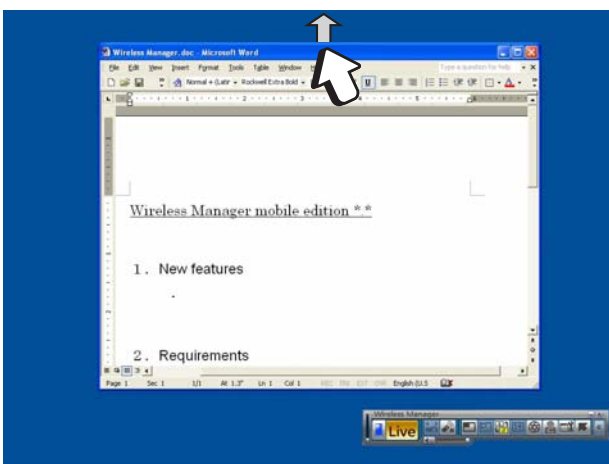 Wireless Manager.doc - Microsoft Word
File Edit View Insert Format Tools Table Window
Type a question for help
Normal + (Latir Rockwell Extra Bold U
Wireless Manager mobile edition *.*
1. New features
2. Requirements
Page 1 Sec 1 1/1 At 1.3" Ln 1 Col 1 REC TRK EXT OVR English (U.S
Wireless Manager
Live